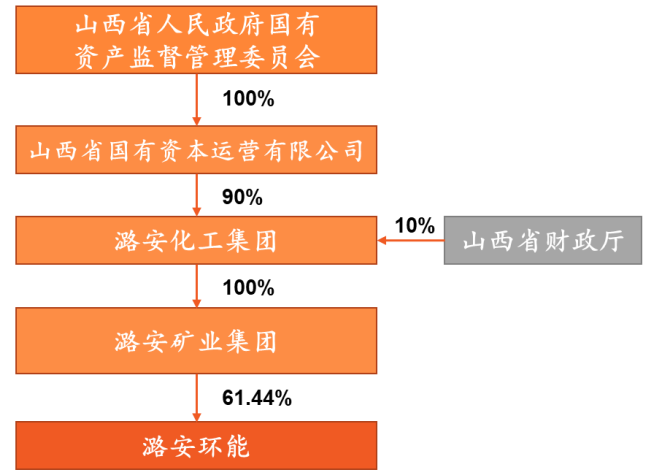 山西省人民政府国有
资产监督管理委员会
100%
山西省国有资本运营有限公司
90%
潞安化工集团
10%
山西省财政厅
100%
潞安矿业集团
61.44%
潞安环能